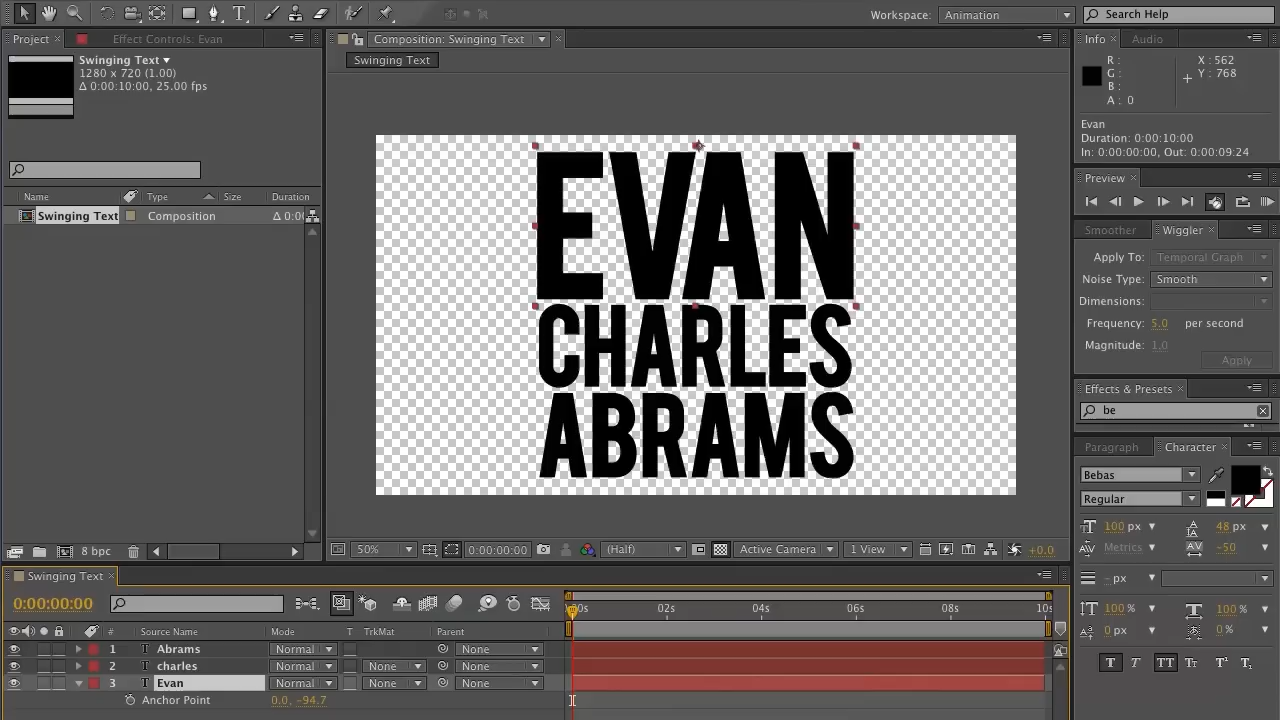 Workspace: Animation
Search Help
Project
Effect Controls: Evan
Composition: Swinging Text
Info
Audio
Swinging Text
1280 x 720 (1.00)
Δ 0:00:10:00, 25.00 fps
Swinging Text
R :
G :
B :
A : 0
X : 562
Y : 768
Evan
Duration: 0:00:10:00
In: 0:00:00:00, Out: 0:00:09:24
Preview
Name
Type
Size
Duration
Swinging Text
Composition
Δ 0:00
Smoother
Wiggler
Apply To: Temporal Graph
Noise Type: Smooth
Dimensions:
Frequency: 5.0 per second
Magnitude: 1.0
Apply
EVAN
CHARLES
ABRAMS
Effects & Presets
be
Paragraph
Character
Bebas
Regular
100 px
48 px
Metrics
-50
- px
100 %
100 %
0 px
0 %
T T TT Tt T¹ T₁
8 bpc
50%
0:00:00:00
(Half)
Active Camera
1 View
+0.0
Swinging Text
0:00:00:00
:00s 02s 04s 06s 08s 10s
# Source Name Mode T TrkMat Parent
1 T Abrams Normal None
2 T charles Normal None None
3 T Evan Normal None None
Anchor Point 0.0, -94.7